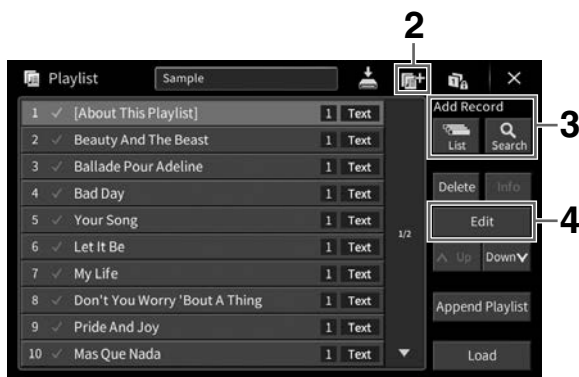 2
Playlist Sample
1 [About This Playlist] 1 Text
2 Beauty And The Beast 1 Text
3 Ballade Pour Adeline 1 Text
4 Bad Day 1 Text
5 Your Song 1 Text
6 Let It Be 1 Text
7 My Life 1 Text
8 Don't You Worry 'Bout A Thing 1 Text
9 Pride And Joy 1 Text
10 Mas Que Nada 1 Text
1/2
Add Record
List Search
3
Delete Info
Edit
4
Up Down
Append Playlist
Load